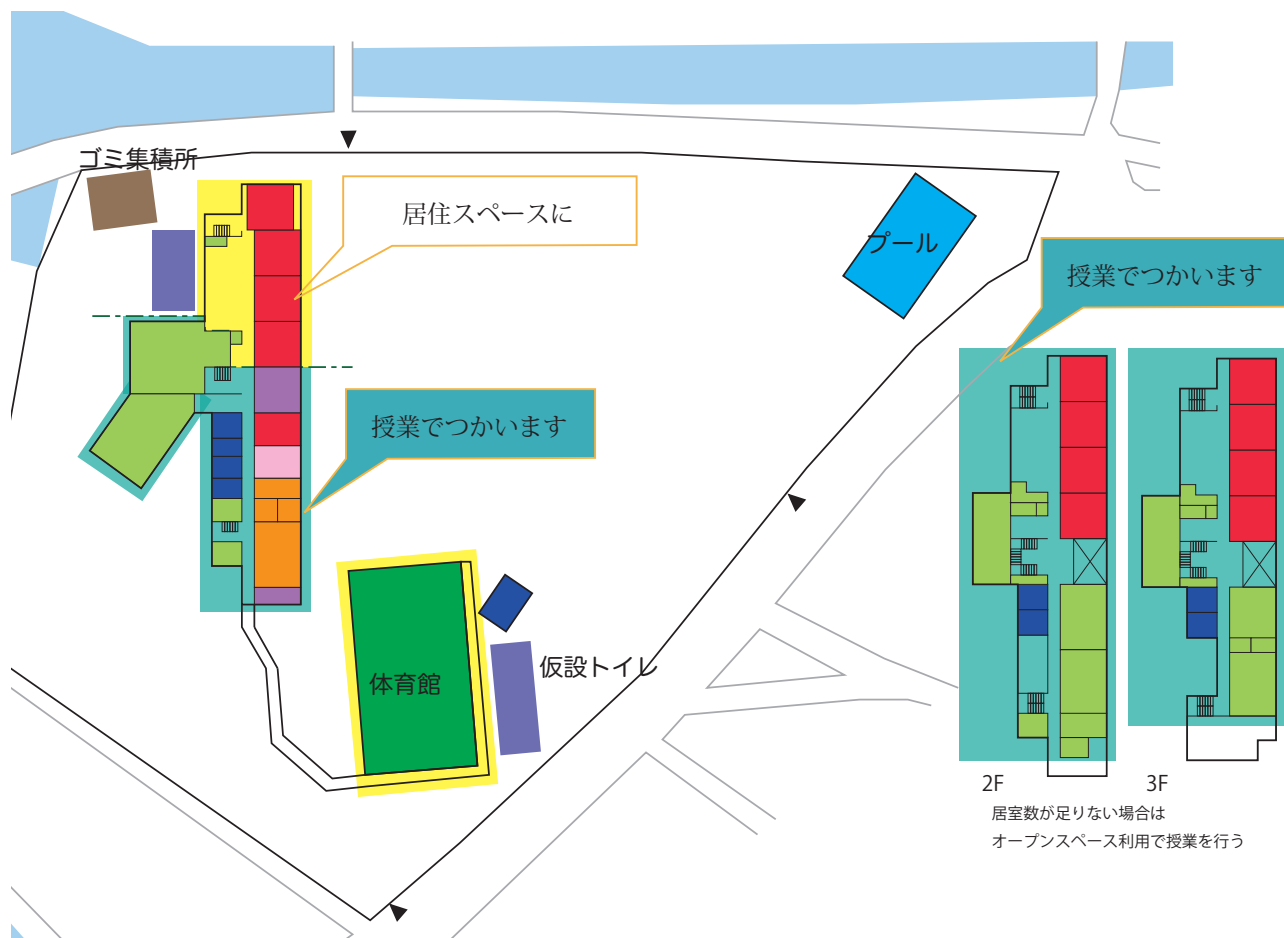 ゴミ集積所
居住スペースに
プール
授業でつかいます
授業でつかいます
仮設トイレ
体育館
2F
3F
居室数が足りない場合は
オープンスペース利用で授業を行う